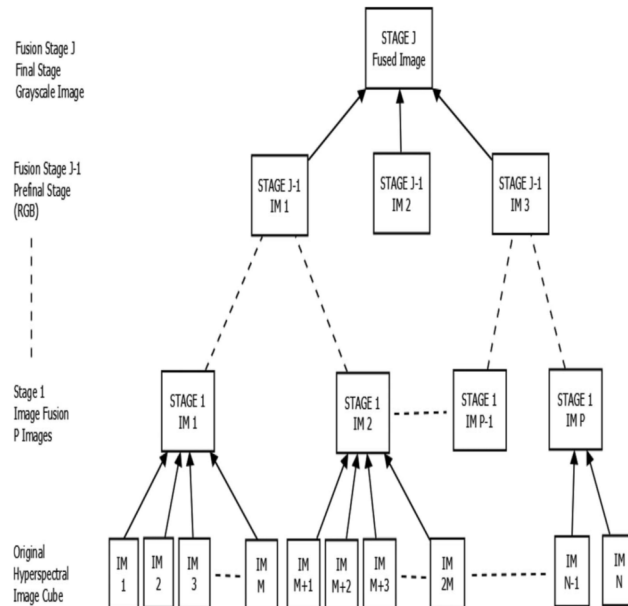 Fusion Stage J
Final Stage
Grayscale Image
STAGE J
Fused Image
Fusion Stage J-1
Prefinal Stage
(RGB)
STAGE J-1
IM 1
STAGE J-1
IM 2
STAGE J-1
IM 3
Stage 1
Image Fusion
P Images
STAGE 1
IM 1
STAGE 1
IM 2
STAGE 1
IM P-1
STAGE 1
IM P
Original
Hyperspectral
Image Cube
IM
1
IM
2
IM
3
IM
M
IM
M+1
IM
M+2
IM
M+3
IM
2M
IM
N-1
IM
N